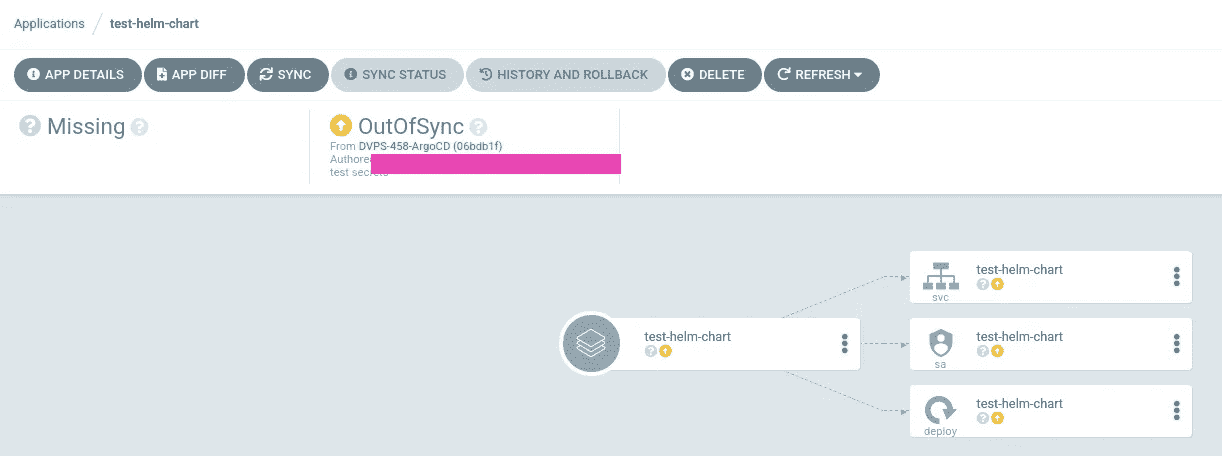 Applications / test-helm-chart
APP DETAILS APP DIFF SYNC SYNC STATUS HISTORY AND ROLLBACK DELETE REFRESH
Missing OutOfSync
From DVPS-458-ArgoCD (06bdb1f)
Authored
test secrets
test-helm-chart
svc
test-helm-chart
test-helm-chart
sa
test-helm-chart
deploy